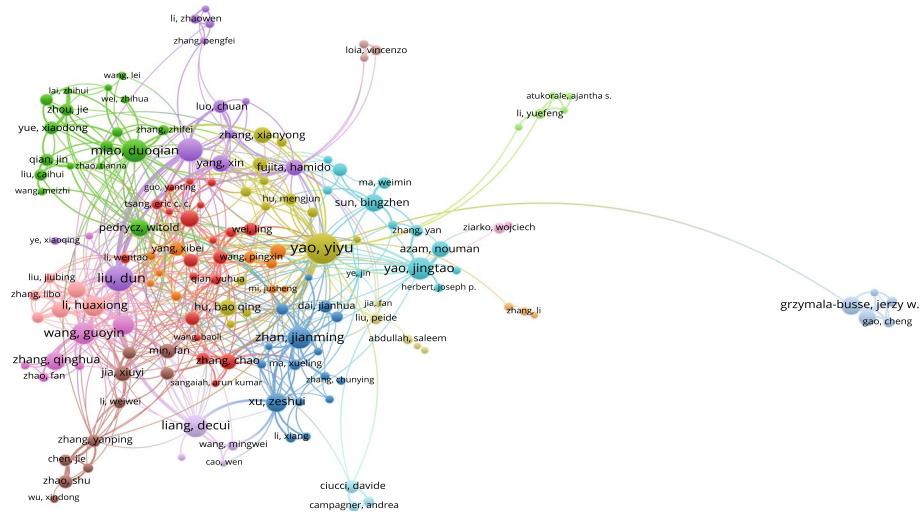 li, zhaowen
zhang, pengfei
loia, vincenzo
wang, lei
lai, zhihui
wei, zhihua
zhou, jie
luo, chuan
atukorale, ajantha s.
li, yuefeng
yue, xiaodong
zhang, zhifei
zhang, xianyong
miao, duoqian
qian, jin
zhao, tianna
yang, xin
fujita, hamido
liu, caihui
wang, meizhi
guo, yanting
ma, weimin
tsang, eric c. c.
hu, mengjun
sun, bingzhen
pedrycz, witold
wei, ling
zhang, yan
ziarko, wojciech
ye, xiaoqing
yang, xibei
yao, yiyu
azam, nouman
li, wentao
wang, pingxin
liu, dun
qian, yuhua
ye, jin
yao, jingtao
liu, jiubing
mi, jusheng
herbert, joseph p.
zhang, libo
li, huaxiong
hu, bao qing
dai, jianhua
jia, fan
liu, peide
zhang, li
grzymala-busse, jerzy w.
gao, cheng
wang, guoyin
wang, baoli
zhan, jianming
abdullah, saleem
zhang, qinghua
min, fan
zhang, chao
ma, xueling
zhao, fan
jia, xiuyi
sangaiah, arun kumar
zhang, chunying
li, weiwei
xu, zeshui
liang, decui
zhang, yanping
wang, mingwei
li, xiang
chen, jie
cao, wen
zhao, shu
ciucci, davide
wu, xindong
campagner, andrea